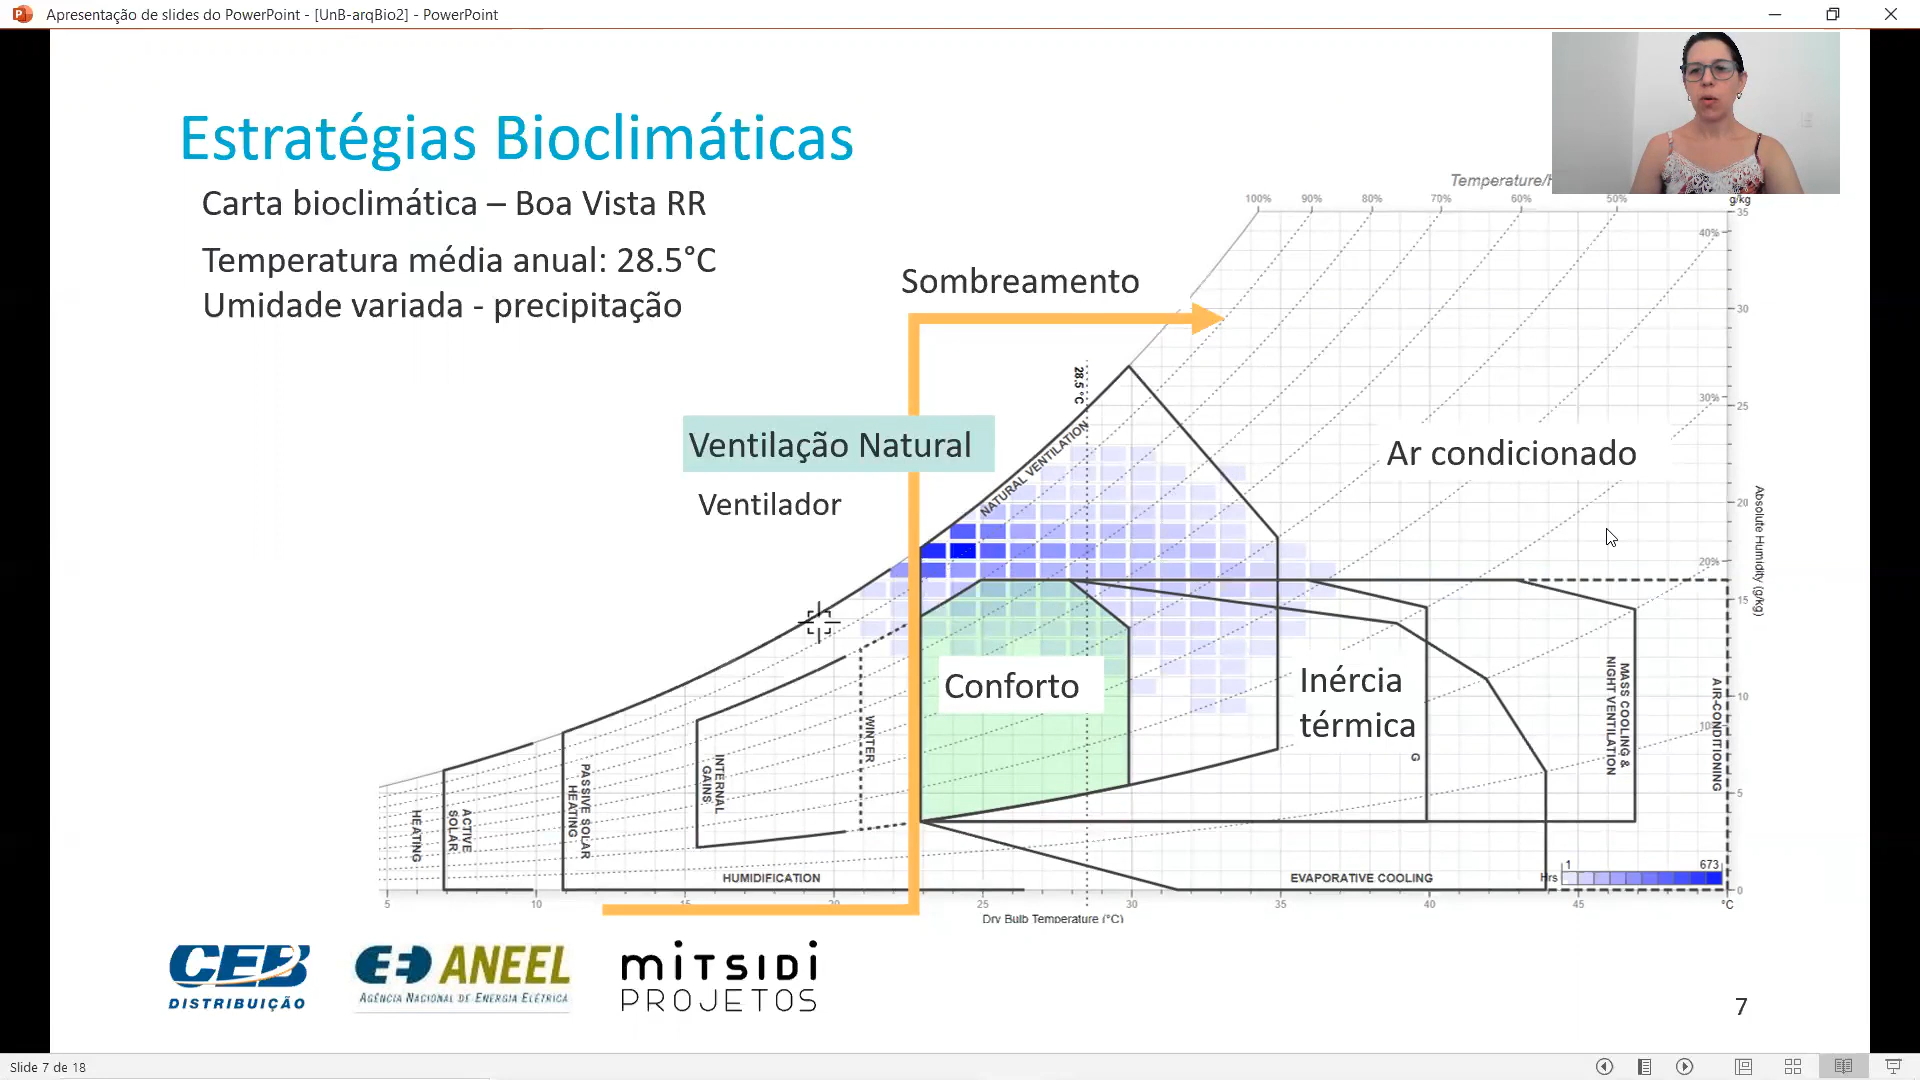 Apresentação de slides do PowerPoint - [UnB-arqBio2] - PowerPoint
Estratégias Bioclimáticas
Carta bioclimática – Boa Vista RR
Temperatura média anual: 28.5°C
Umidade variada - precipitação
Temperature/
100% 90% 80% 70% 60% 50%
g/kg
35
40%
Sombreamento
30
28.5 °C
30%
25
Ventilação Natural
NATURAL VENTILATION
Ar condicionado
Ventilador
20
Absolute Humidity (g/kg)
20%
15
Conforto
Inércia
térmica
WINTER
INTERNAL
GAINS
PASSIVE SOLAR
HEATING
ACTIVE
SOLAR
HEATING
MASS COOLING &
NIGHT VENTILATION
AIR-CONDITIONING
10
10%
G
5
HUMIDIFICATION
EVAPORATIVE COOLING
1 673
Hrs
0
5 10 15 20 25 30 35 40 45 °C
Dry Bulb Temperature (°C)
CEB
DISTRIBUIÇÃO
ANEEL
AGÊNCIA NACIONAL DE ENERGIA ELÉTRICA
MITSIDI
PROJETOS
7
Slide 7 de 18